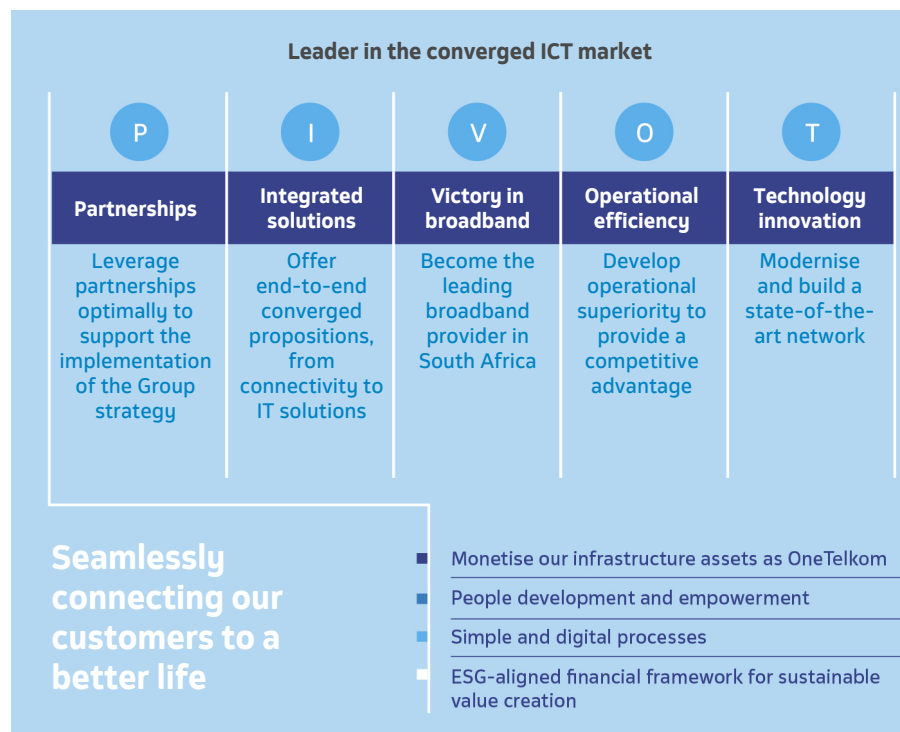 Leader in the converged ICT market
P
I
V
O
T
Partnerships
Integrated
solutions
Victory in
broadband
Operational
efficiency
Technology
innovation
Leverage
partnerships
optimally to
support the
implementation
of the Group
strategy
Offer
end-to-end
converged
propositions,
from
connectivity to
IT solutions
Become the
leading
broadband
provider in
South Africa
Develop
operational
superiority to
provide a
competitive
advantage
Modernise
and build a
state-of-the-
art network
Seamlessly
connecting our
customers to a
better life
Monetise our infrastructure assets as OneTelkom
People development and empowerment
Simple and digital processes
ESG-aligned financial framework for sustainable
value creation